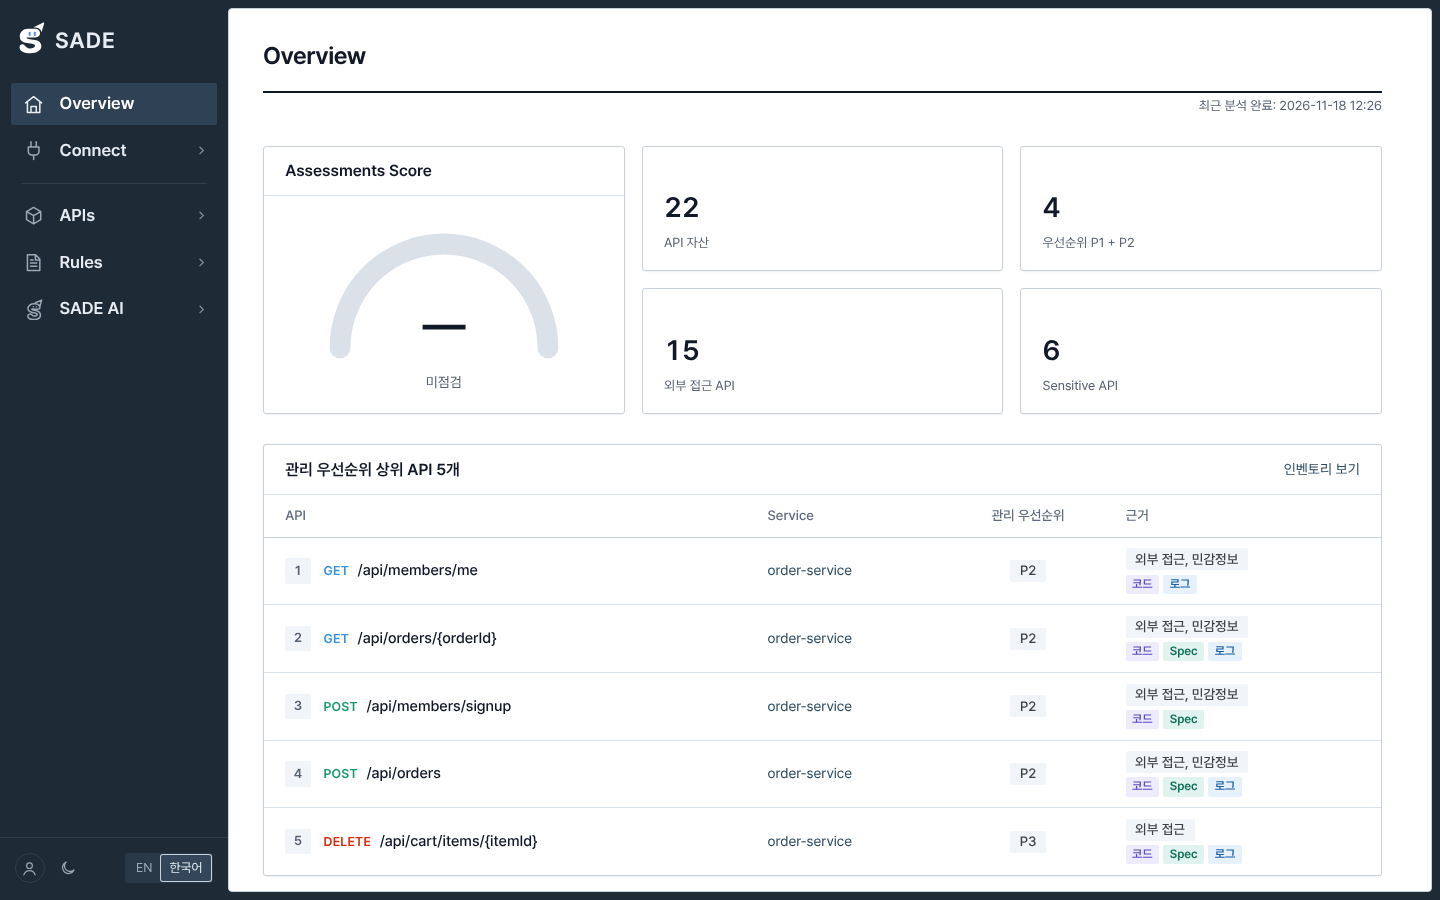 SADE
Overview
Connect
APIs
Rules
SADE AI
EN 한국어
Overview
최근 분석 완료: 2026-11-18 12:26
Assessments Score
—
미점검
22
API 자산
4
우선순위 P1 + P2
15
외부 접근 API
6
Sensitive API
관리 우선순위 상위 API 5개
인벤토리 보기
API Service 관리 우선순위 근거
1 GET /api/members/me order-service P2 외부 접근, 민감정보
코드 로그
2 GET /api/orders/{orderId} order-service P2 외부 접근, 민감정보
코드 Spec 로그
3 POST /api/members/signup order-service P2 외부 접근, 민감정보
코드 Spec
4 POST /api/orders order-service P2 외부 접근, 민감정보
코드 Spec 로그
5 DELETE /api/cart/items/{itemId} order-service P3 외부 접근
코드 Spec 로그